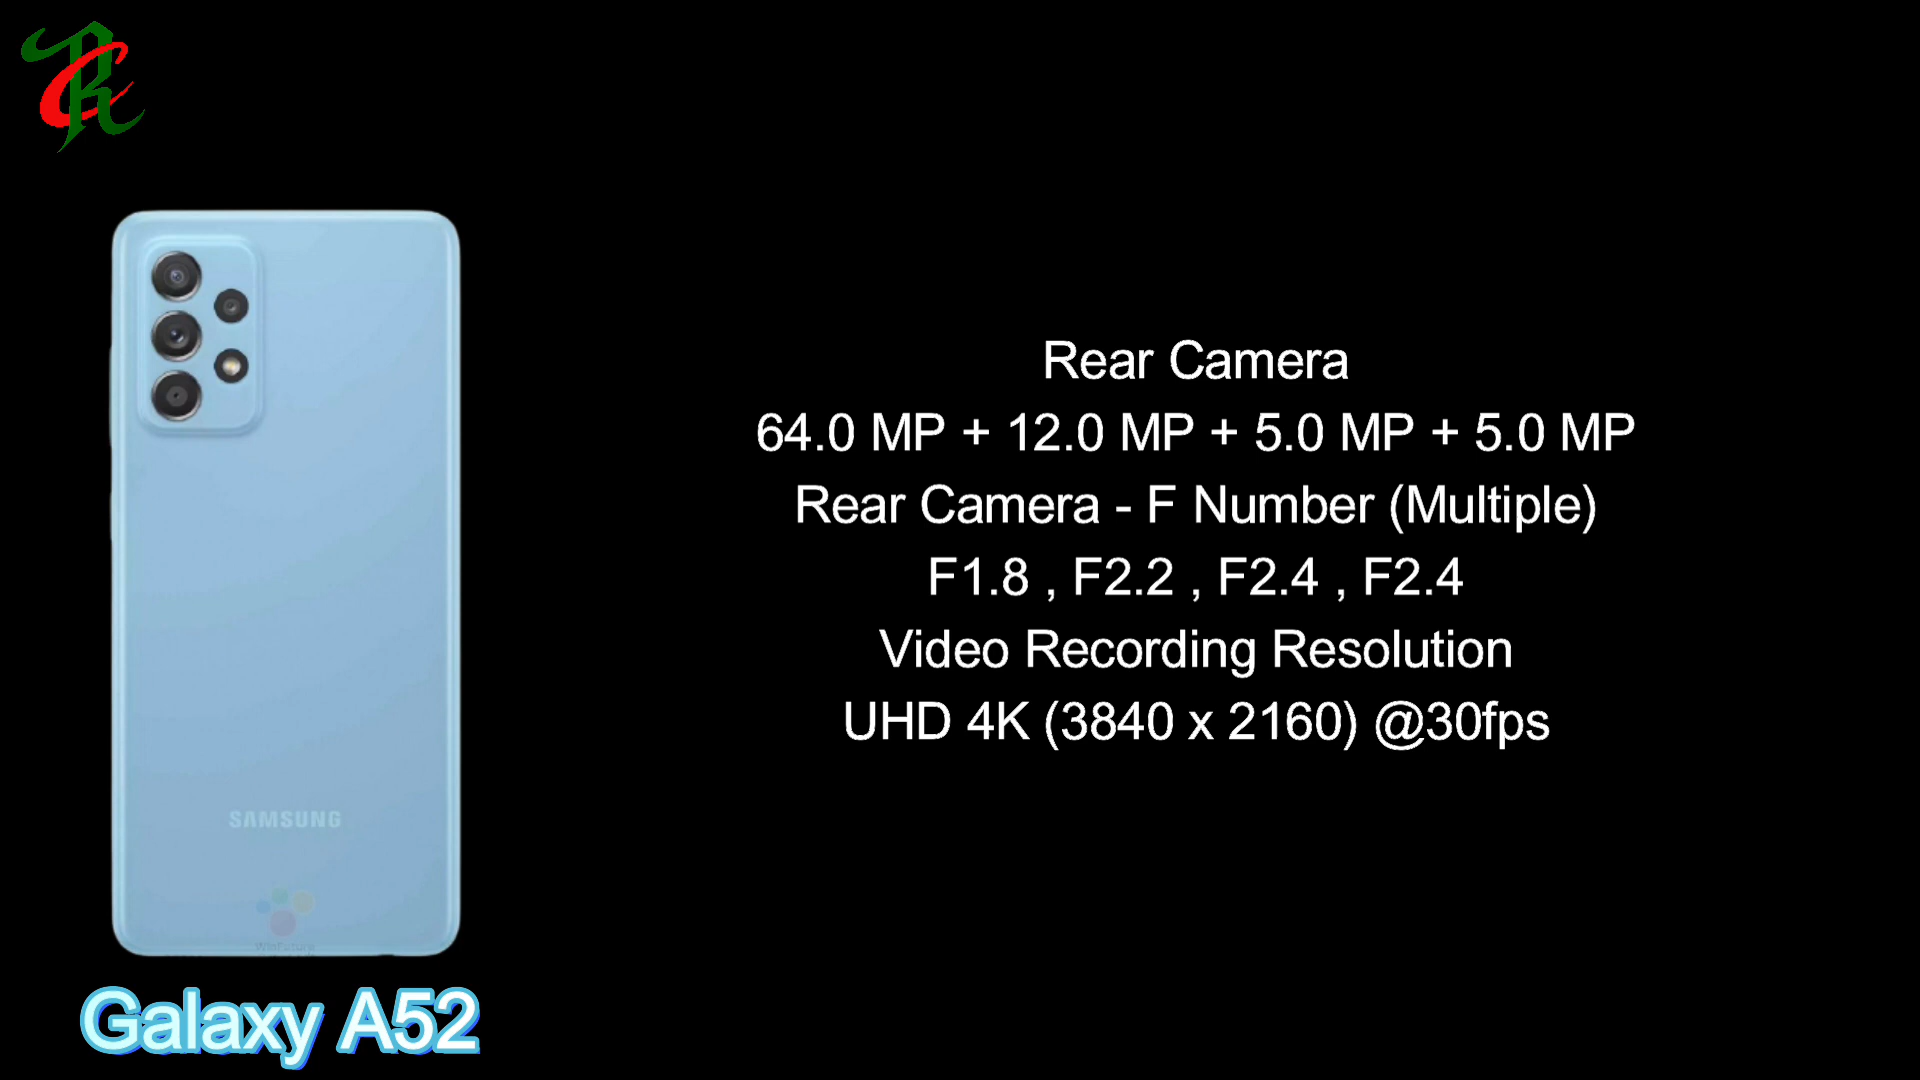 Rear Camera
64.0 MP + 12.0 MP + 5.0 MP + 5.0 MP
Rear Camera - F Number (Multiple)
F1.8 , F2.2 , F2.4 , F2.4
Video Recording Resolution
UHD 4K (3840 x 2160) @30fps
SAMSUNG
WinFuture
Galaxy A52